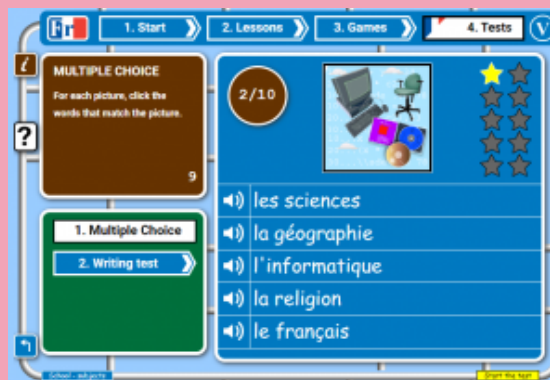 Fr
1. Start
2. Lessons
3. Games
4. Tests
V
i
MULTIPLE CHOICE
For each picture, click the
words that match the picture.
?
9
2/10
1. Multiple Choice
2. Writing test
les sciences
la géographie
l'informatique
la religion
le français
School - subjects
Start the test